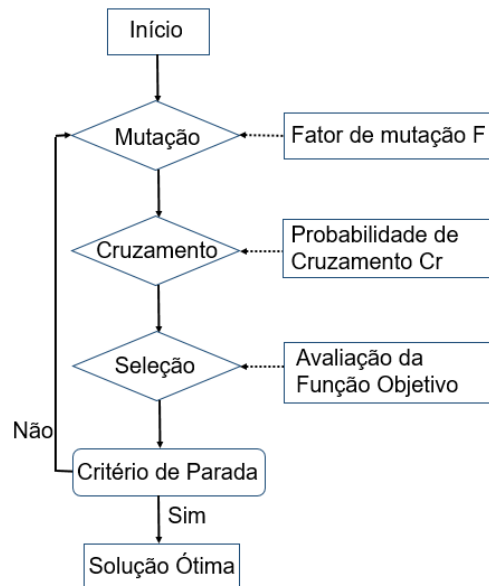 Início
Mutação
Fator de mutação F
Cruzamento
Probabilidade de
Cruzamento Cr
Seleção
Avaliação da
Função Objetivo
Não
Critério de Parada
Sim
Solução Ótima